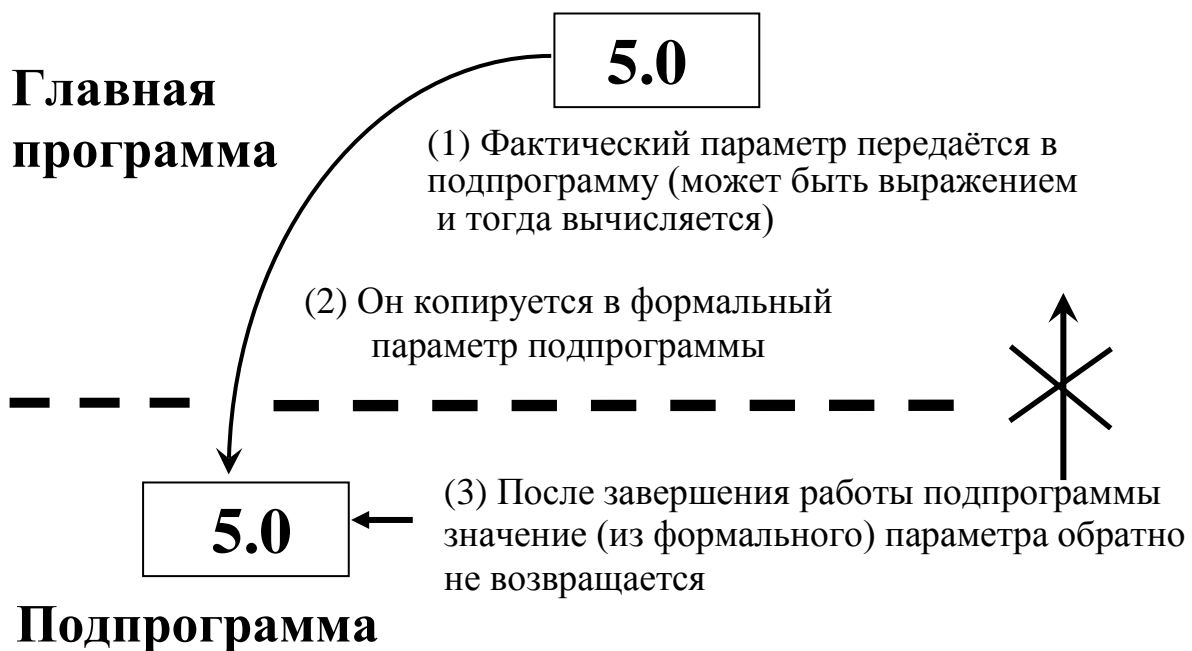 5.0
Главная
программа
(1) Фактический параметр передаётся в
подпрограмму (может быть выражением
и тогда вычисляется)
(2) Он копируется в формальный
параметр подпрограммы
(3) После завершения работы подпрограммы
значение (из формального) параметра обратно
не возвращается
5.0
Подпрограмма